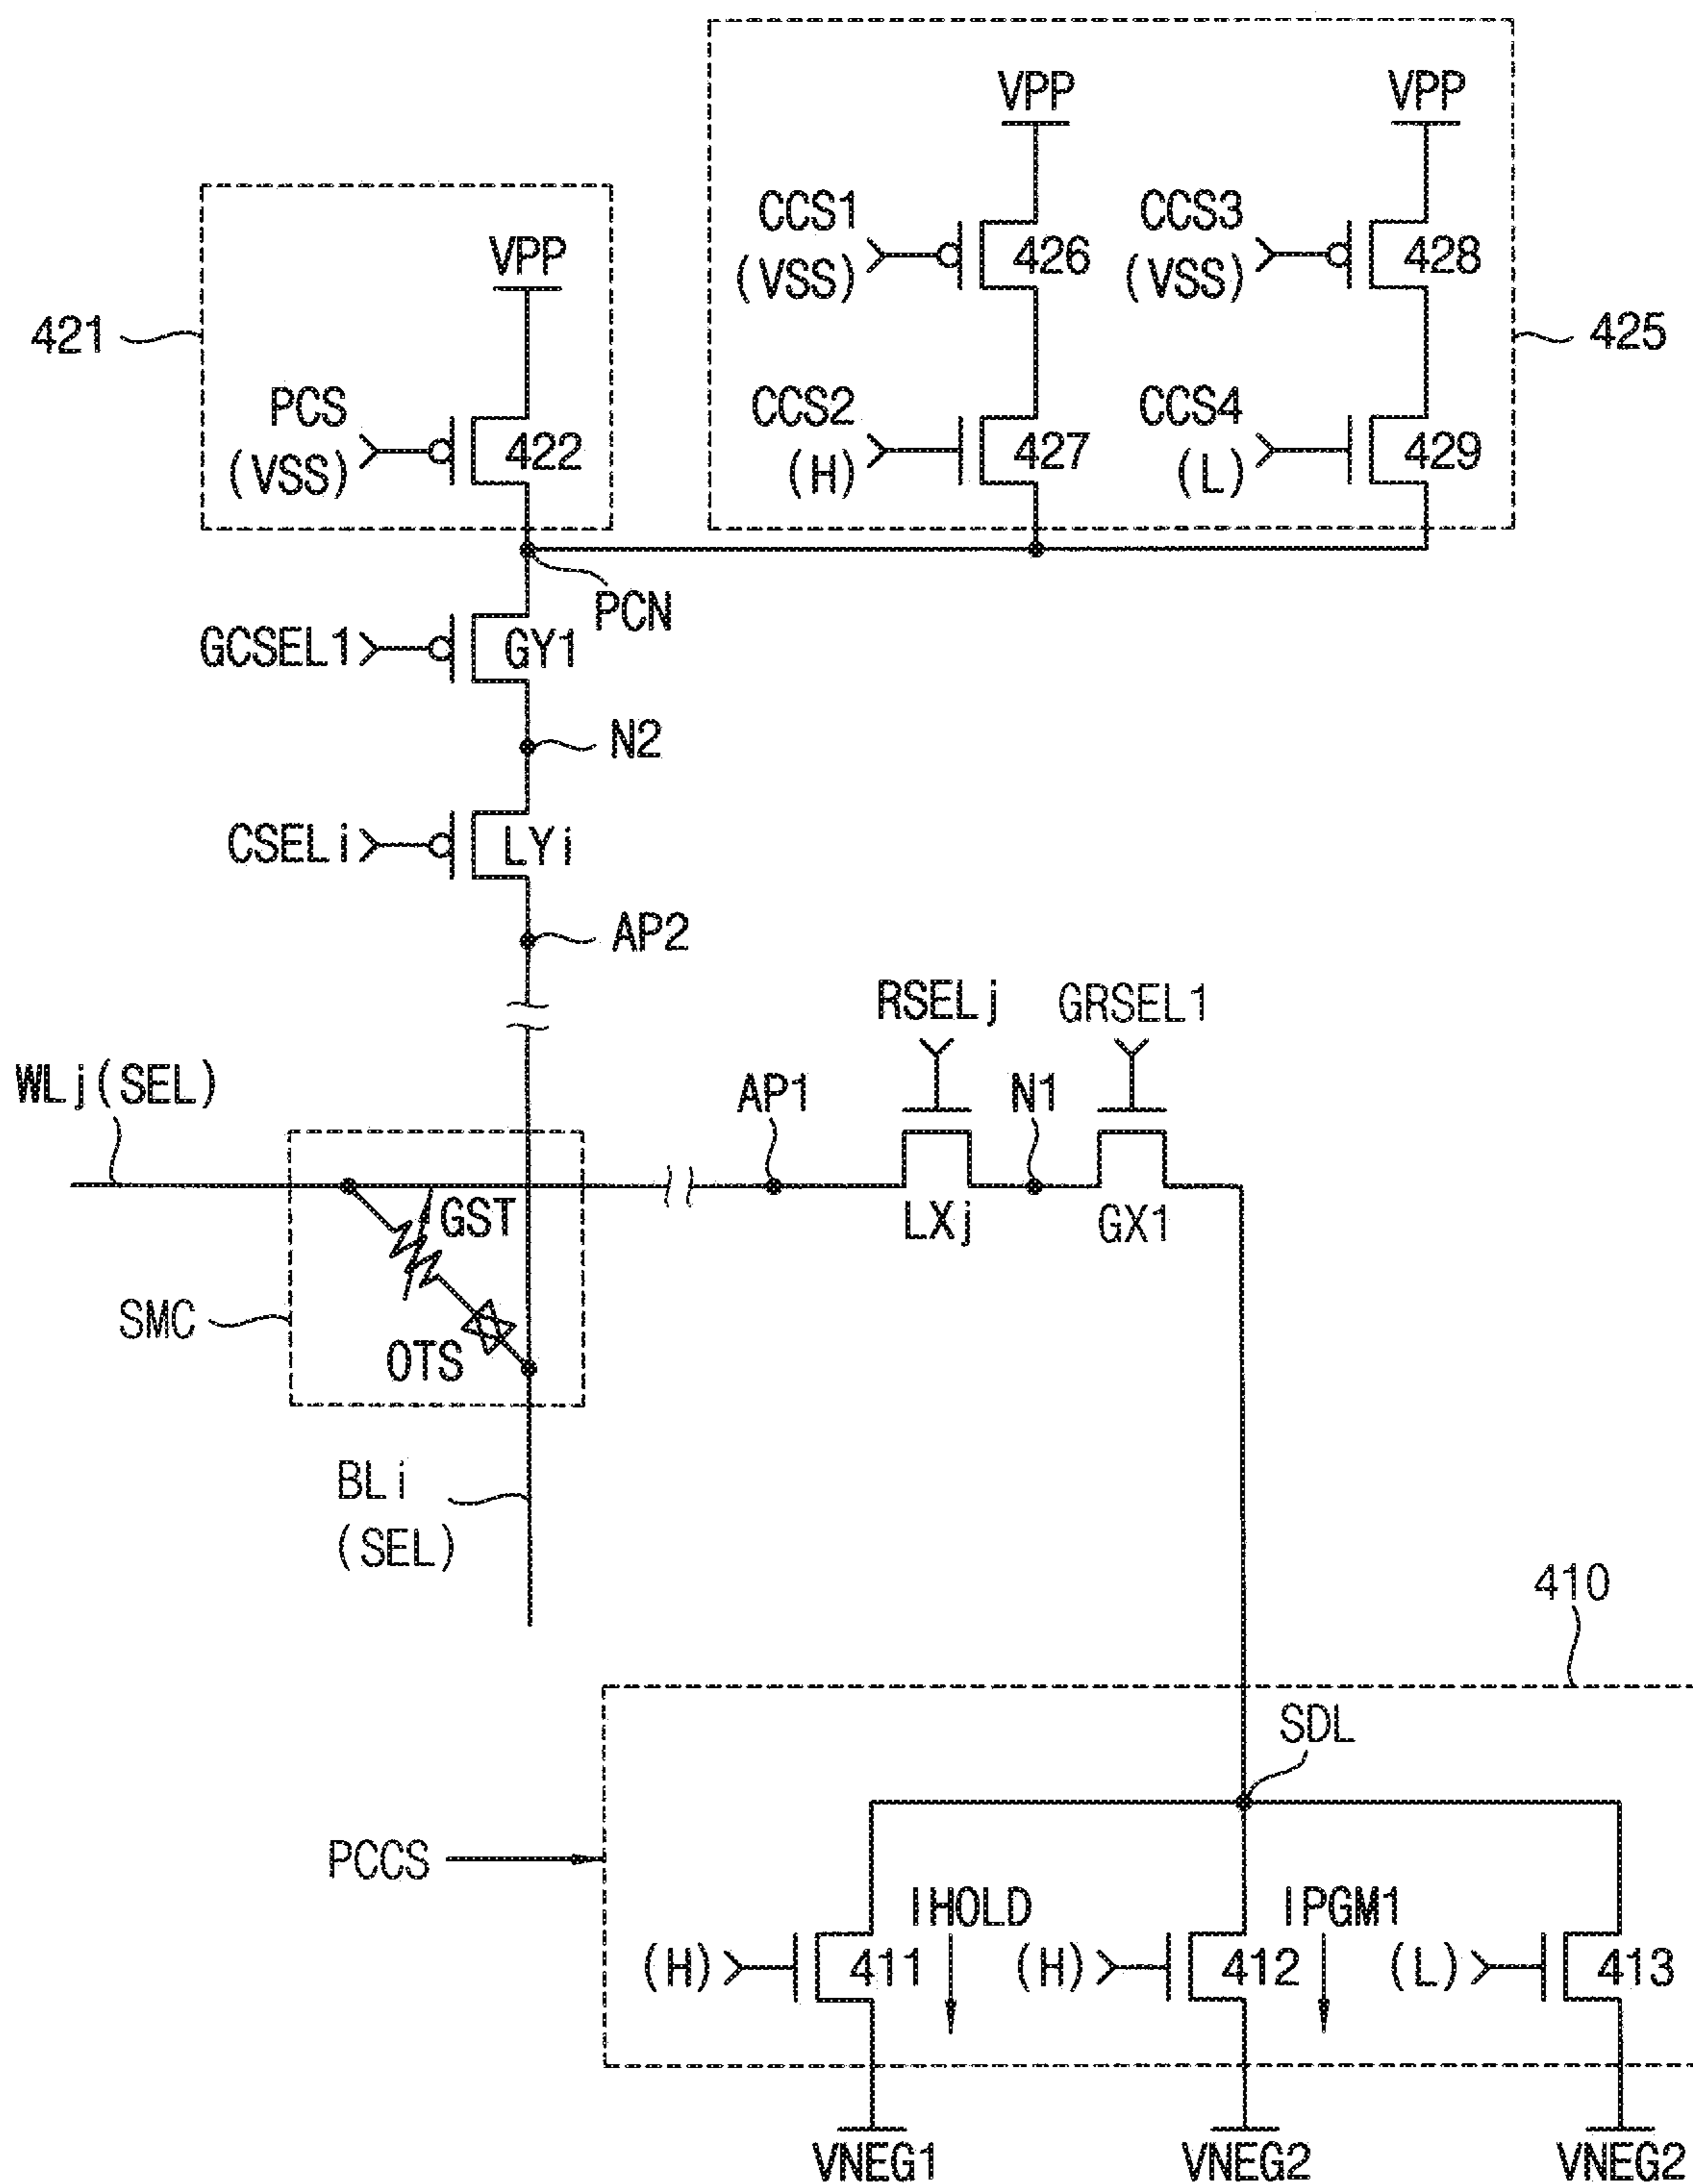 VPP
VPP
CCS1
(VSS)
426
CCS3
(VSS)
428
VPP
421
425
PCS
(VSS)
422
CCS2
(H)
427
CCS4
(L)
429
PCN
GCSEL1
GY1
N2
CSELi
LYi
AP2
RSELj
GRSEL1
WLj(SEL)
AP1
N1
GST
LXj
GX1
SMC
OTS
BLi
(SEL)
410
SDL
PCCS
IHOLD
IPGM1
(H)
411
(H)
412
(L)
413
VNEG1
VNEG2
VNEG2